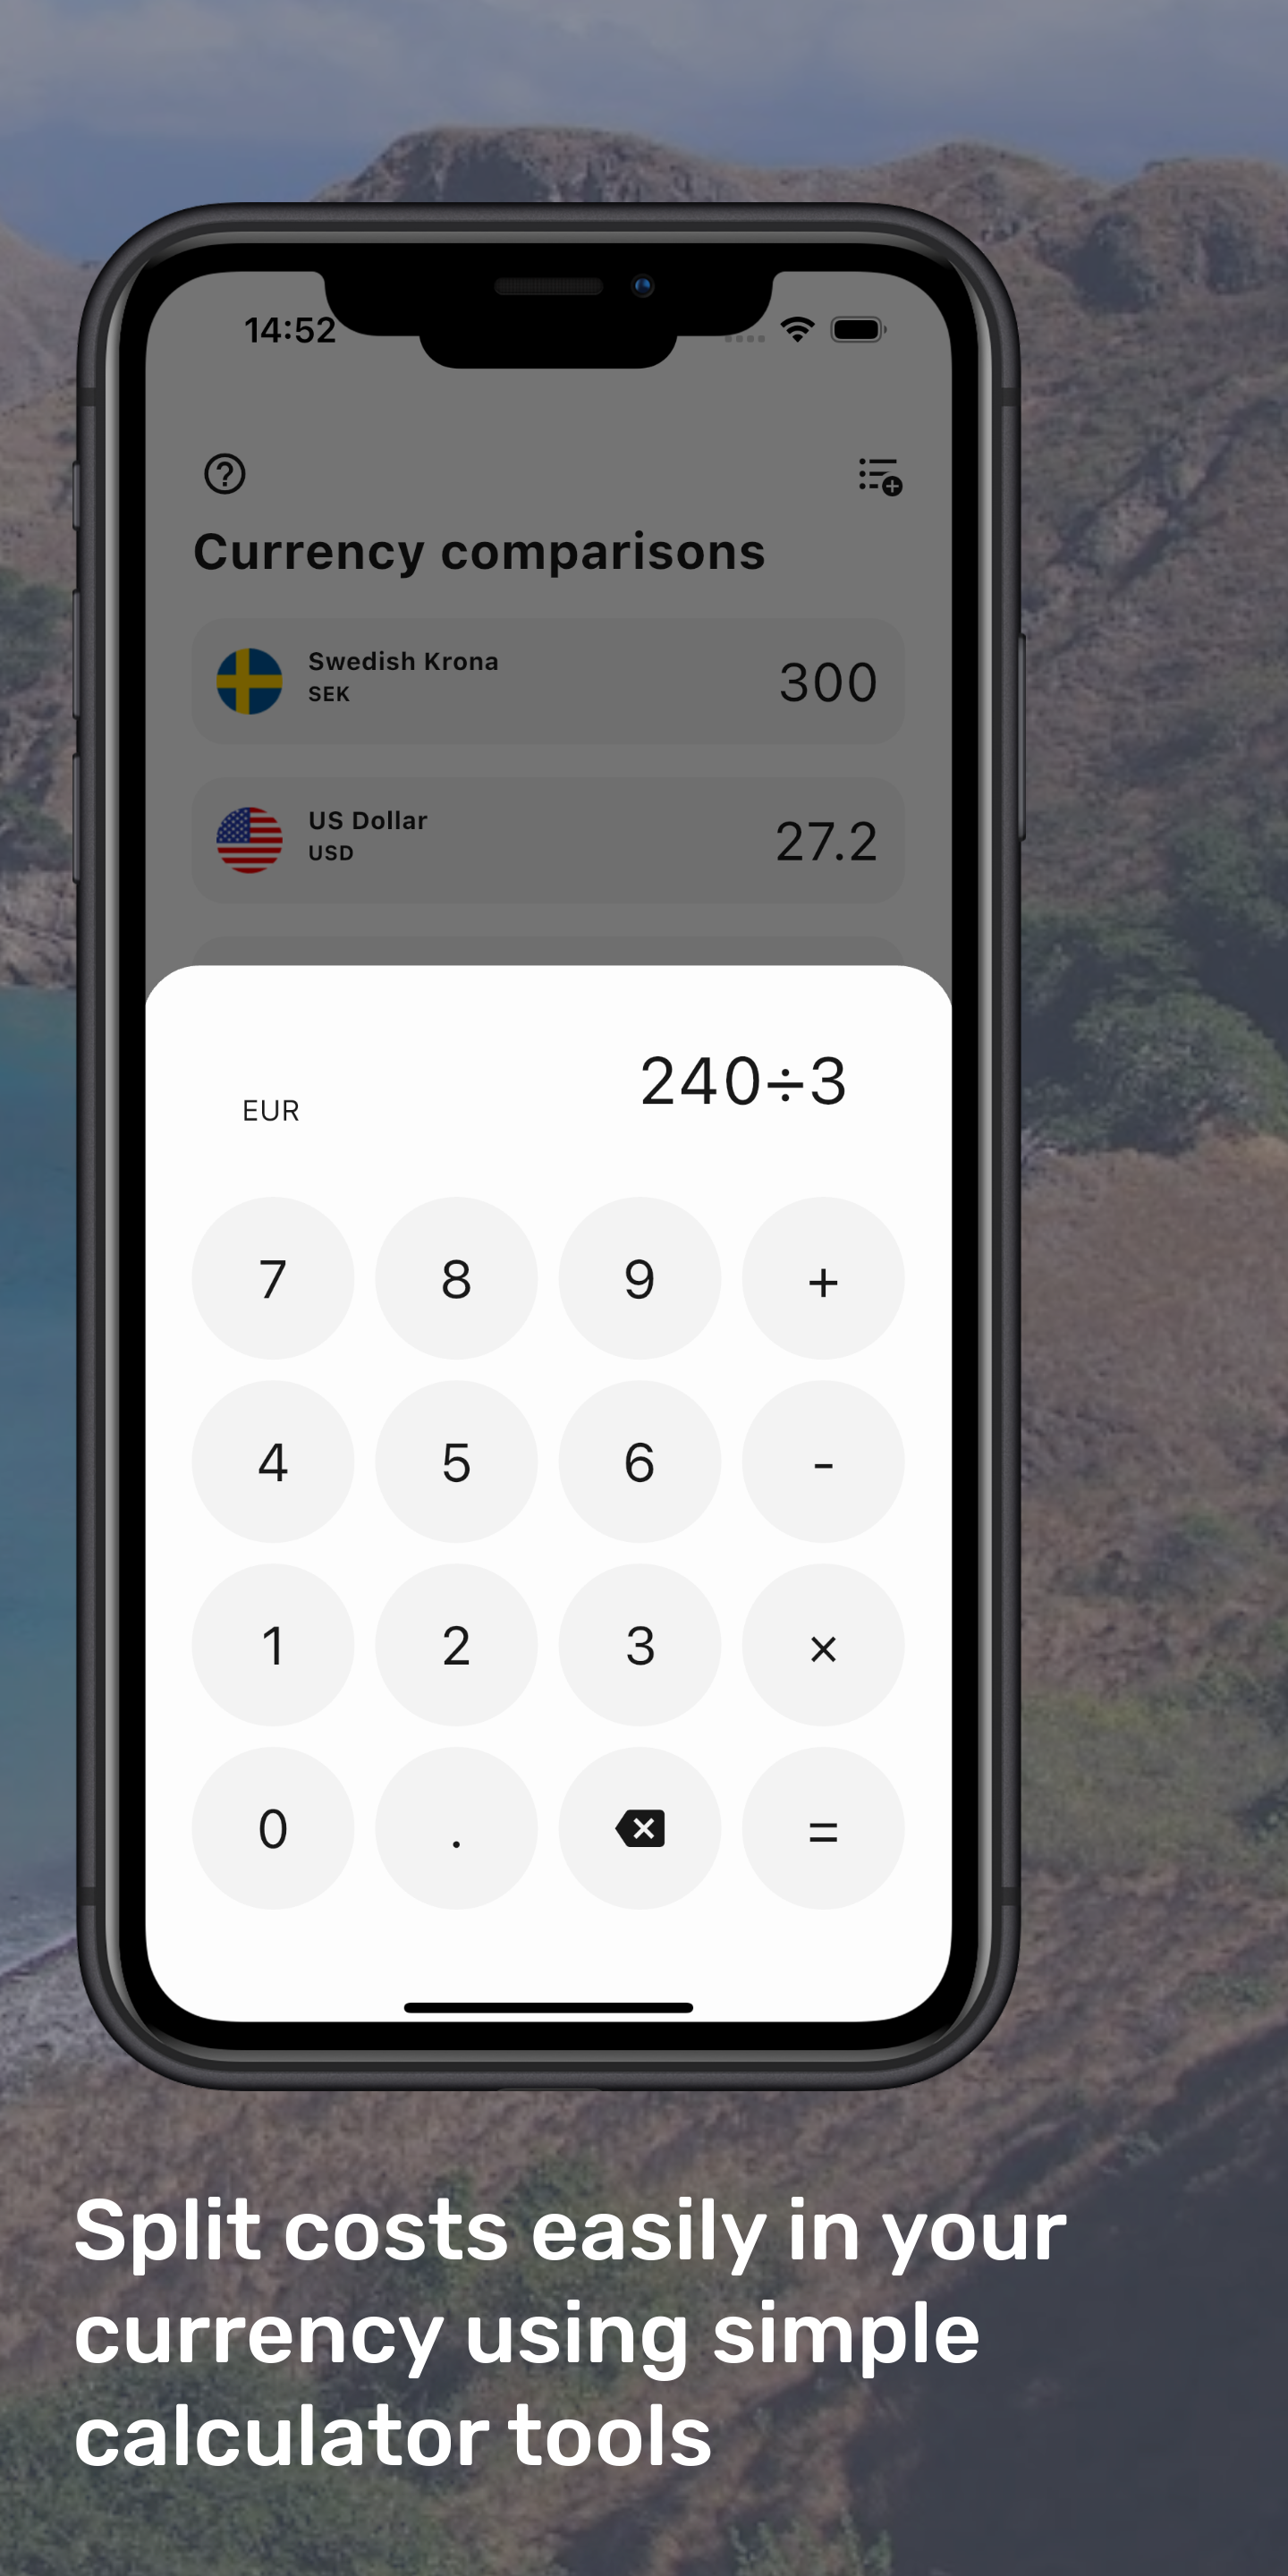 14:52
Currency comparisons
Swedish Krona
SEK
300
US Dollar
USD
27.2
EUR
240÷3
7 8 9 +
4 5 6 -
1 2 3 ×
0 . =
Split costs easily in your
currency using simple
calculator tools